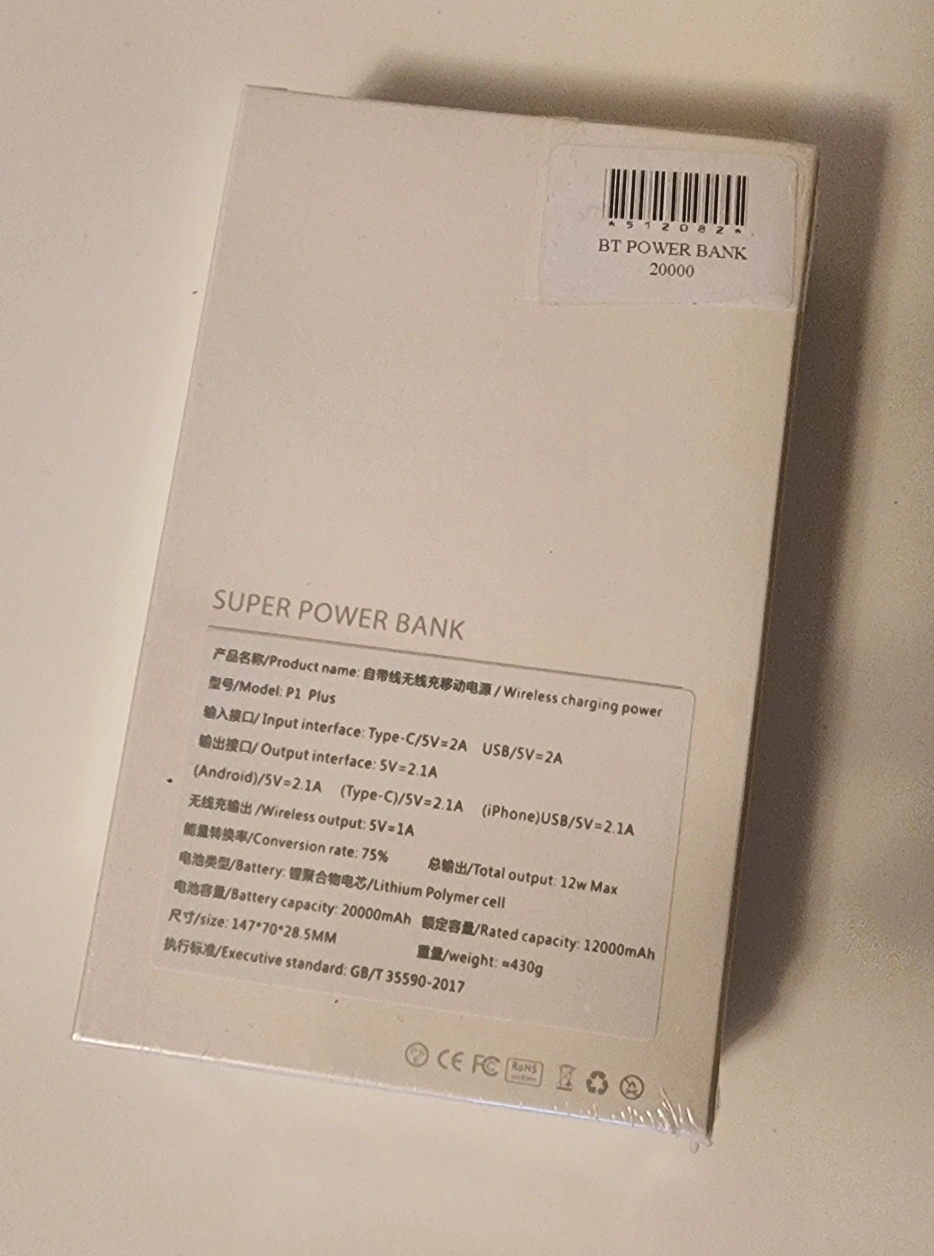 *512082*
BT POWER BANK
20000
SUPER POWER BANK
产品名称/Product name: 自带线无线充移动电源 / Wireless charging power
型号/Model: P1 Plus
输入接口/ Input interface: Type-C/5V=2A USB/5V=2A
输出接口/ Output interface: 5V=2.1A
(Android)/5V=2.1A (Type-C)/5V=2.1A (iPhone)USB/5V=2.1A
无线充输出 /Wireless output: 5V=1A
能量转换率/Conversion rate: 75% 总输出/Total output: 12w Max
电池类型/Battery: 锂聚合物电芯/Lithium Polymer cell
电池容量/Battery capacity: 20000mAh 额定容量/Rated capacity: 12000mAh
尺寸/size: 147*70*28.5MM 重量/weight: ≈430g
执行标准/Executive standard: GB/T 35590-2017
CE FC RoHS